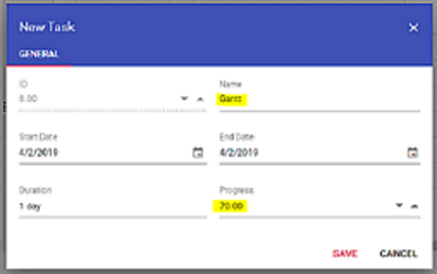 New Task
GENERAL
ID
8.00
Name
Gantt
Start Date
4/2/2019
End Date
4/2/2019
Duration
1 day
Progress
70.00
SAVE
CANCEL